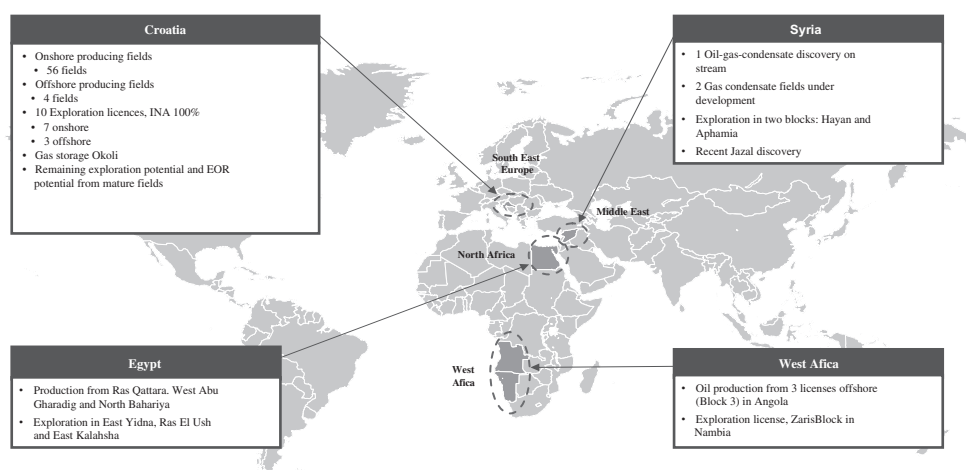 Croatia
• Onshore producing fields
• 56 fields
• Offshore producing fields
• 4 fields
• 10 Exploration licences, INA 100%
• 7 onshore
• 3 offshore
• Gas storage Okoli
• Remaining exploration potential and EOR
potential from mature fields
Syria
• 1 Oil-gas-condensate discovery on
stream
• 2 Gas condensate fields under
development
• Exploration in two blocks: Hayan and
Aphamia
• Recent Jazal discovery
South East
Europe
Middle East
North Africa
West
Africa
Egypt
• Production from Ras Qattara. West Abu
Gharadig and North Bahariya
• Exploration in East Yidna, Ras El Ush
and East Kalahsha
West Afica
• Oil production from 3 licenses offshore
(Block 3) in Angola
• Exploration license, ZarisBlock in
Nambia